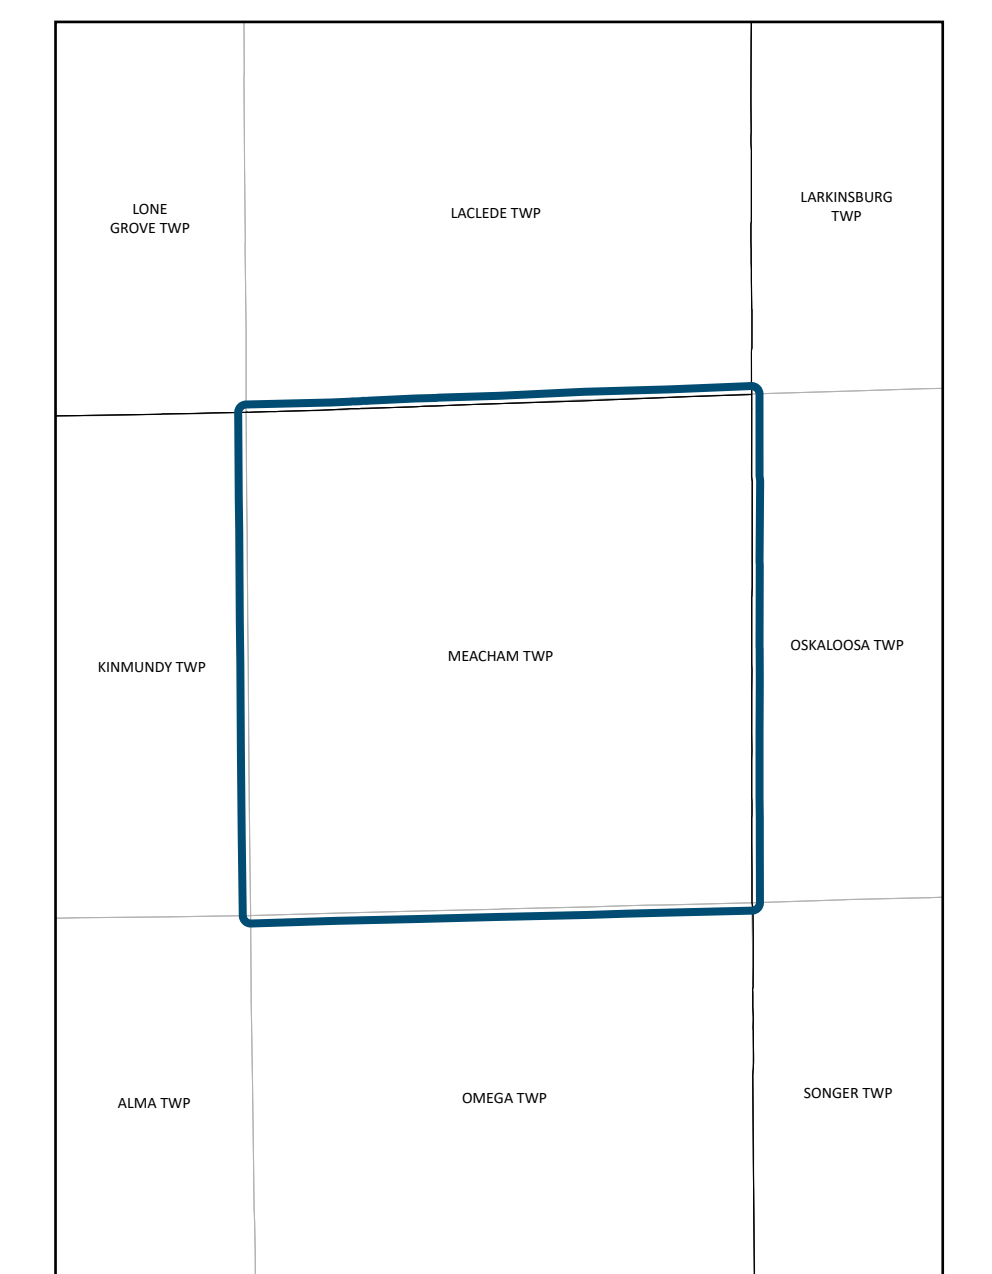 LONE
GROVE TWP
LACLEDE TWP
LARKINSBURG
TWP
KINMUNDY TWP
MEACHAM TWP
OSKALOOSA TWP
ALMA TWP
OMEGA TWP
SONGER TWP